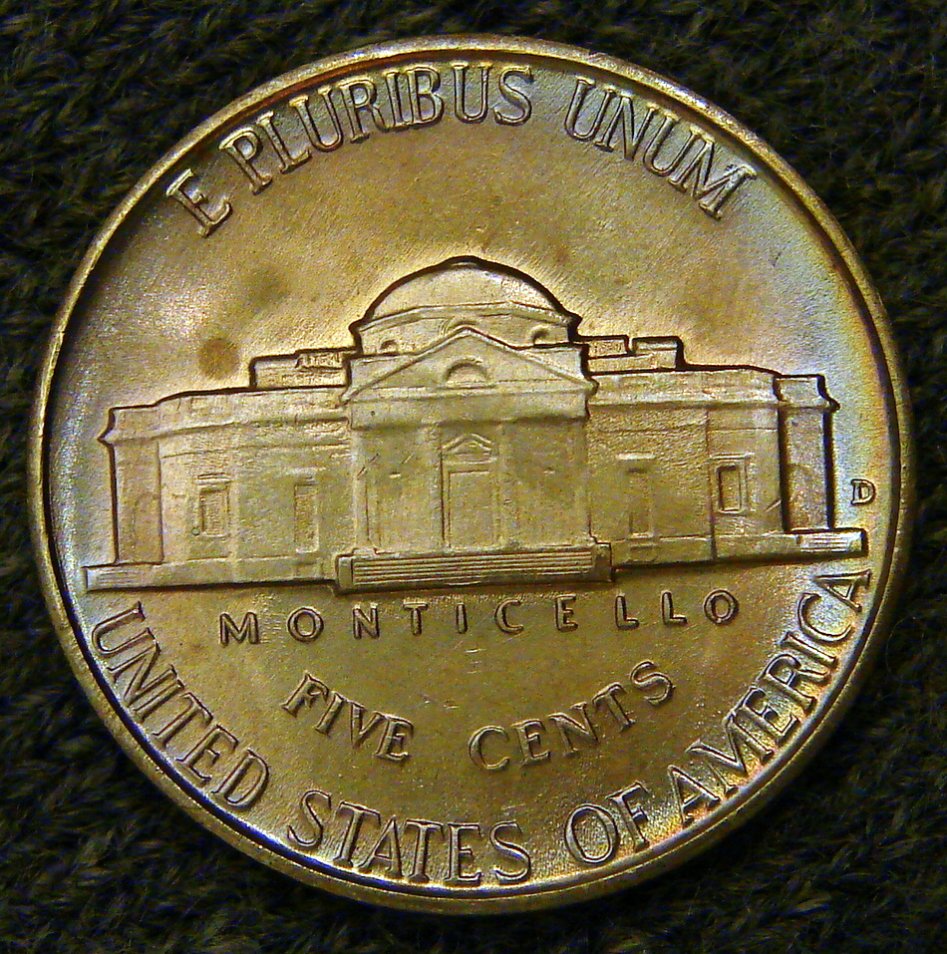 E PLURIBUS UNUM
D
MONTICELLO
FIVE CENTS
UNITED STATES OF AMERICA